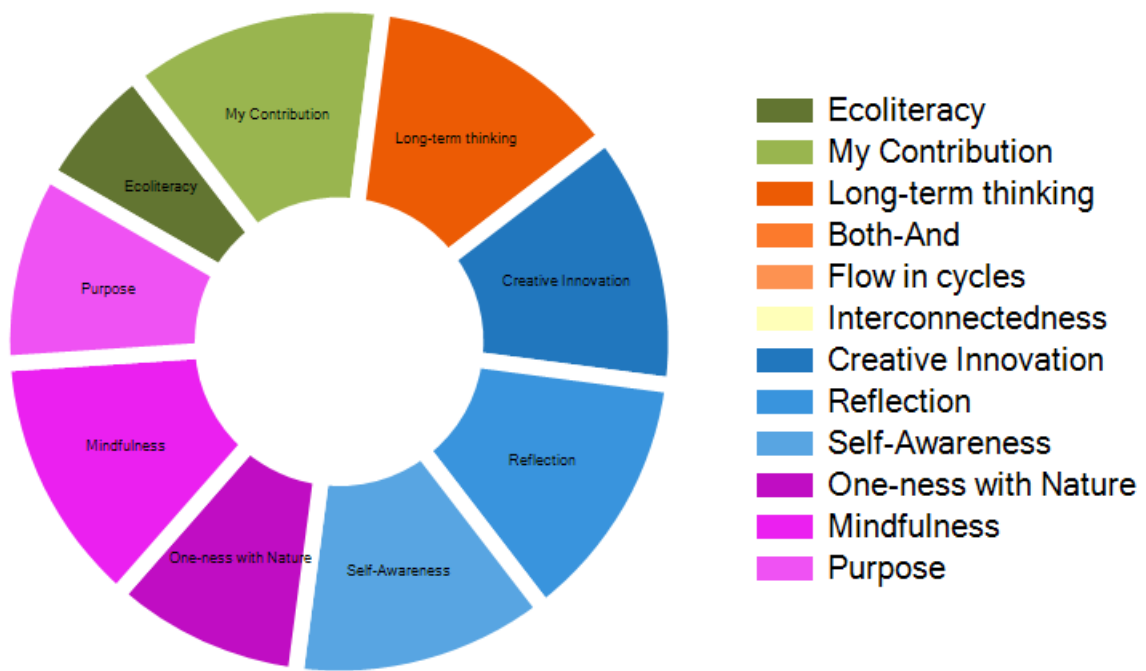 My Contribution
Long-term thinking
Ecoliteracy
Creative Innovation
Purpose
Mindfulness
Reflection
One-ness with Nature
Self-Awareness
Ecoliteracy
My Contribution
Long-term thinking
Both-And
Flow in cycles
Interconnectedness
Creative Innovation
Reflection
Self-Awareness
One-ness with Nature
Mindfulness
Purpose